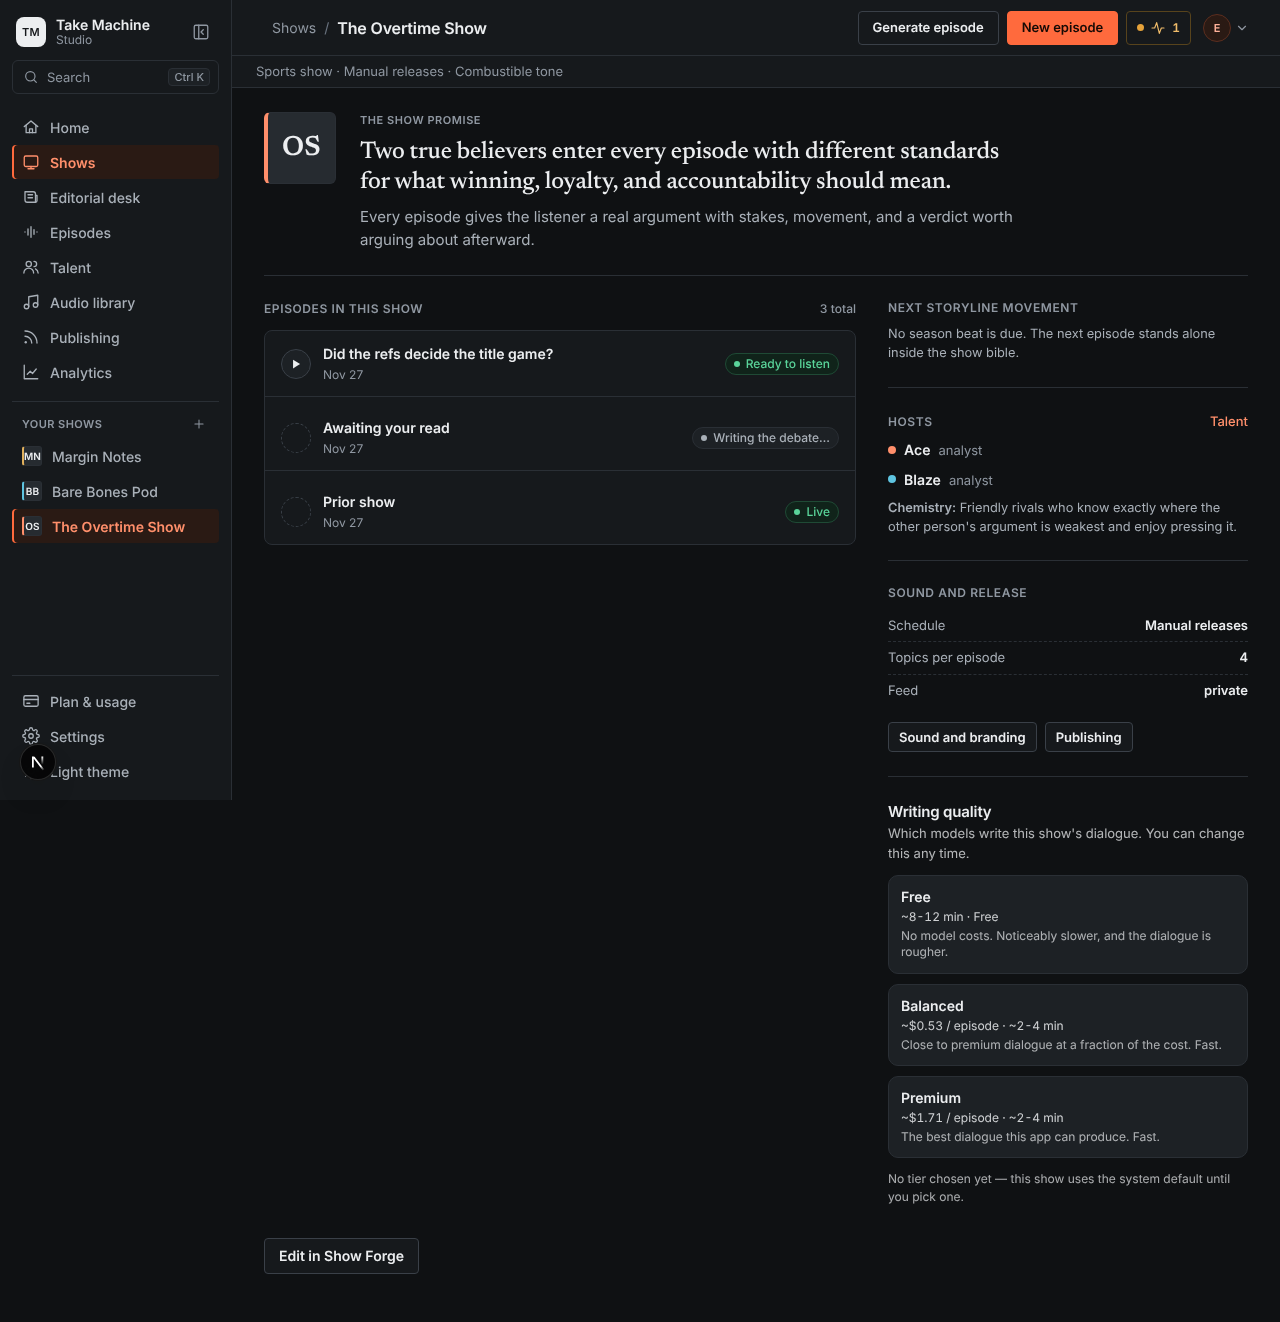 TM
Take Machine
Studio
Search
Ctrl K
Home
Shows
Editorial desk
Episodes
Talent
Audio library
Publishing
Analytics
YOUR SHOWS
MN
Margin Notes
BB
Bare Bones Pod
OS
The Overtime Show
Plan & usage
Settings
N
Light theme
Shows / The Overtime Show
Generate episode
New episode
1
E
Sports show · Manual releases · Combustible tone
OS
THE SHOW PROMISE
Two true believers enter every episode with different standards
for what winning, loyalty, and accountability should mean.
Every episode gives the listener a real argument with stakes, movement, and a verdict worth
arguing about afterward.
EPISODES IN THIS SHOW
3 total
Did the refs decide the title game?
Nov 27
Ready to listen
Awaiting your read
Nov 27
Writing the debate...
Prior show
Nov 27
Live
NEXT STORYLINE MOVEMENT
No season beat is due. The next episode stands alone
inside the show bible.
HOSTS
Talent
Ace analyst
Blaze analyst
Chemistry: Friendly rivals who know exactly where the
other person's argument is weakest and enjoy pressing it.
SOUND AND RELEASE
Schedule
Manual releases
Topics per episode
4
Feed
private
Sound and branding
Publishing
Writing quality
Which models write this show's dialogue. You can change
this any time.
Free
~8-12 min · Free
No model costs. Noticeably slower, and the dialogue is
rougher.
Balanced
~$0.53 / episode · ~2-4 min
Close to premium dialogue at a fraction of the cost. Fast.
Premium
~$1.71 / episode · ~2-4 min
The best dialogue this app can produce. Fast.
No tier chosen yet — this show uses the system default until
you pick one.
Edit in Show Forge